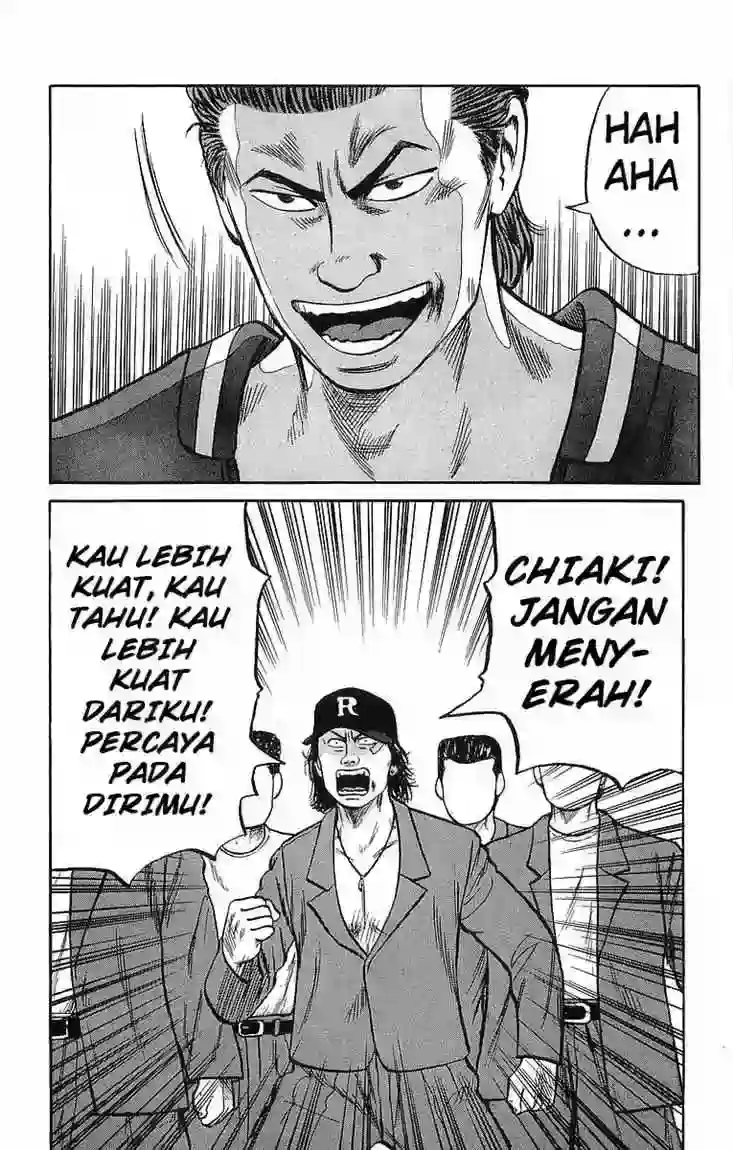 HAH
AHA
...
CHIAKI!
JANGAN
MENY-
ERAH!
KAU LEBIH
KUAT, KAU
TAHU! KAU
LEBIH
KUAT
DARIKU!
PERCAYA
PADA
DIRIMU!
R